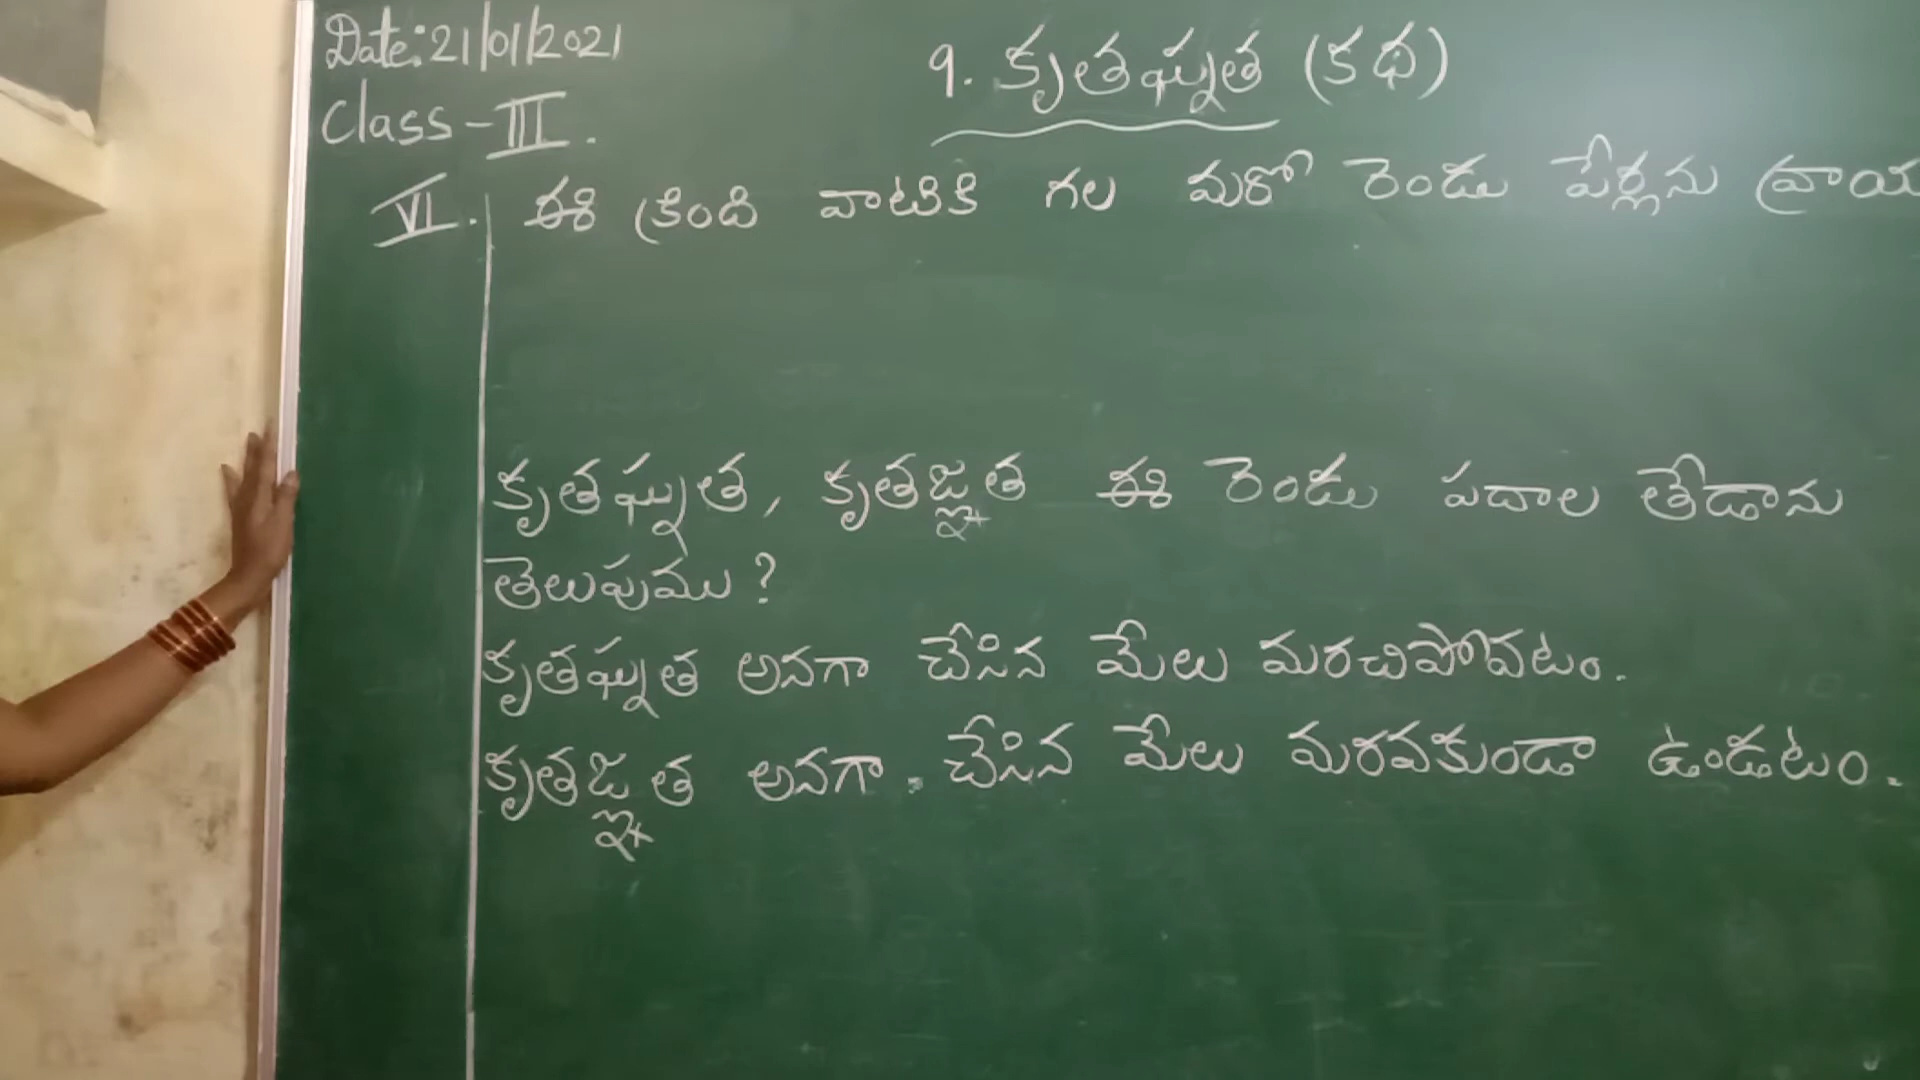 Date: 21/01/2021
9. కృతఘ్నత (కథ)
Class - III.
VI. ఈ క్రింది వాటికి గల మరో రెండు పేర్లను వ్రాయ
కృతఘ్నత, కృతజ్ఞత ఈ రెండు పదాల తేడాను
తెలుపుము ?
కృతఘ్నత అనగా చేసిన మేలు మరచిపోవటం.
కృతజ్ఞత అనగా. చేసిన మేలు మరవకుండా ఉండటం.